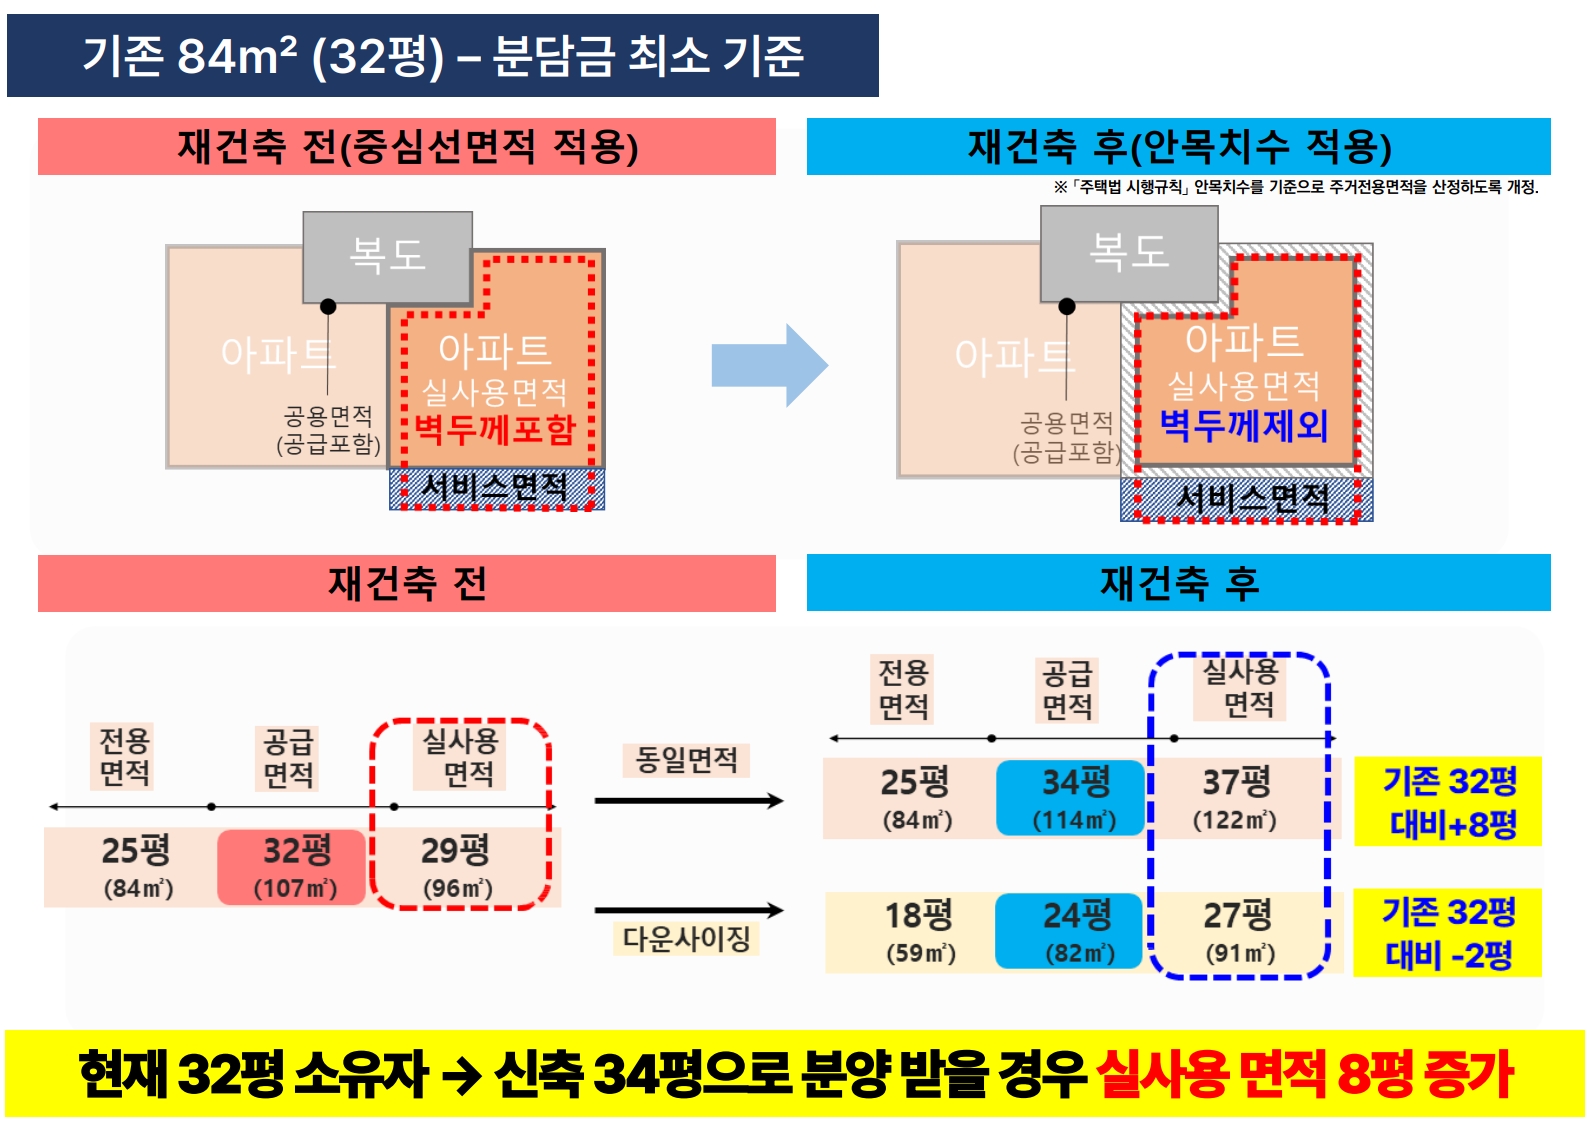 기존 84m² (32평) – 분담금 최소 기준
재건축 전(중심선면적 적용)
복도
아파트
아파트
실사용면적
벽두께포함
공용면적
(공급포함)
서비스면적
재건축 후(안목치수 적용)
※ 「주택법 시행규칙」 안목치수를 기준으로 주거전용면적을 산정하도록 개정.
복도
아파트
아파트
실사용면적
벽두께제외
공용면적
(공급포함)
서비스면적
재건축 전
전용
면적
공급
면적
실사용
면적
25평
(84㎡)
32평
(107㎡)
29평
(96㎡)
동일면적
다운사이징
재건축 후
전용
면적
공급
면적
실사용
면적
25평
(84㎡)
34평
(114㎡)
37평
(122㎡)
기존 32평
대비+8평
18평
(59㎡)
24평
(82㎡)
27평
(91㎡)
기존 32평
대비 -2평
현재 32평 소유자 → 신축 34평으로 분양 받을 경우 실사용 면적 8평 증가